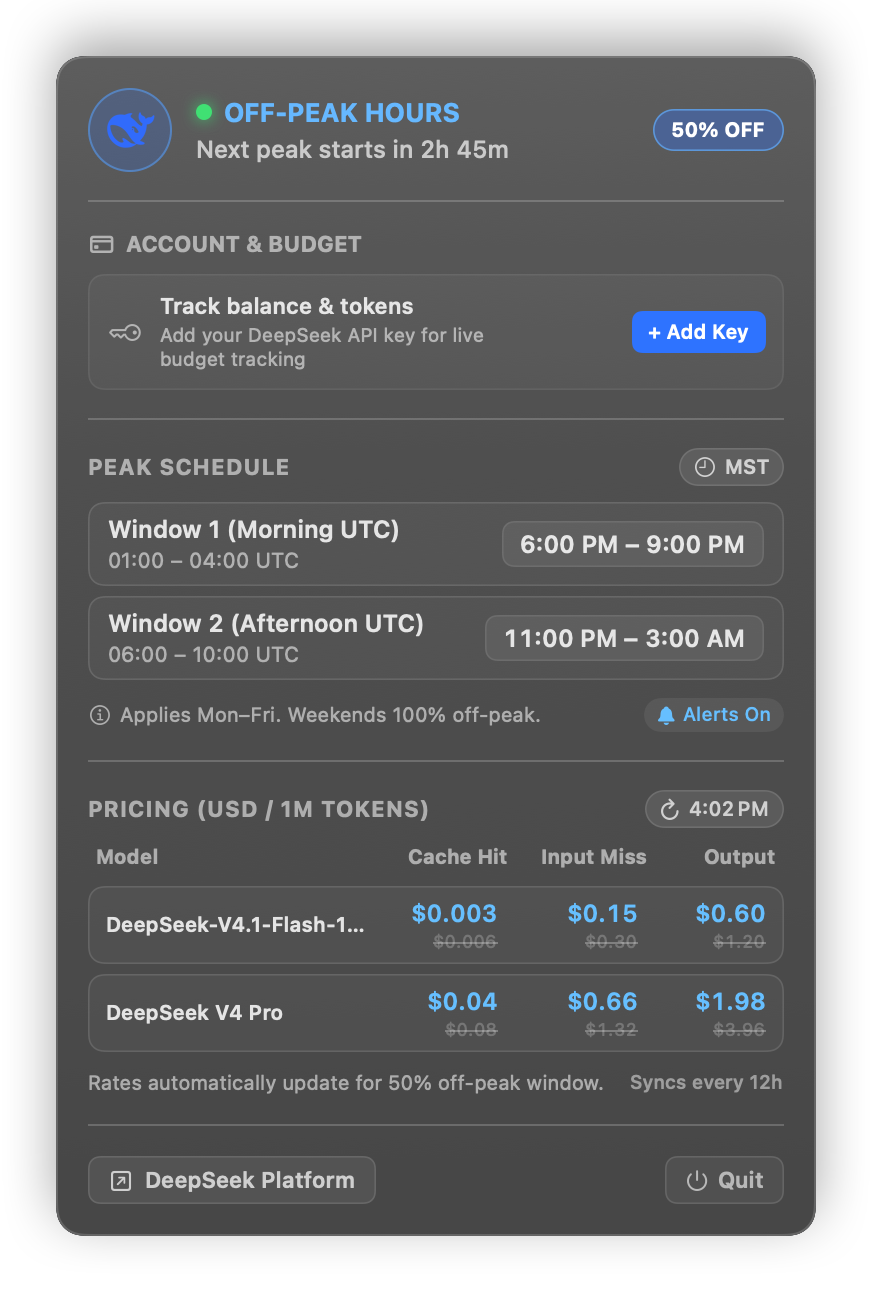 OFF-PEAK HOURS
Next peak starts in 2h 45m
50% OFF
ACCOUNT & BUDGET
Track balance & tokens
Add your DeepSeek API key for live
budget tracking
+ Add Key
PEAK SCHEDULE
MST
Window 1 (Morning UTC)
01:00 – 04:00 UTC
6:00 PM – 9:00 PM
Window 2 (Afternoon UTC)
06:00 – 10:00 UTC
11:00 PM – 3:00 AM
Applies Mon–Fri. Weekends 100% off-peak.
Alerts On
PRICING (USD / 1M TOKENS)
4:02 PM
Model Cache Hit Input Miss Output
DeepSeek-V4.1-Flash-1... $0.003 $0.15 $0.60
$0.006 $0.30 $1.20
DeepSeek V4 Pro $0.04 $0.66 $1.98
$0.08 $1.32 $3.96
Rates automatically update for 50% off-peak window. Syncs every 12h
DeepSeek Platform
Quit